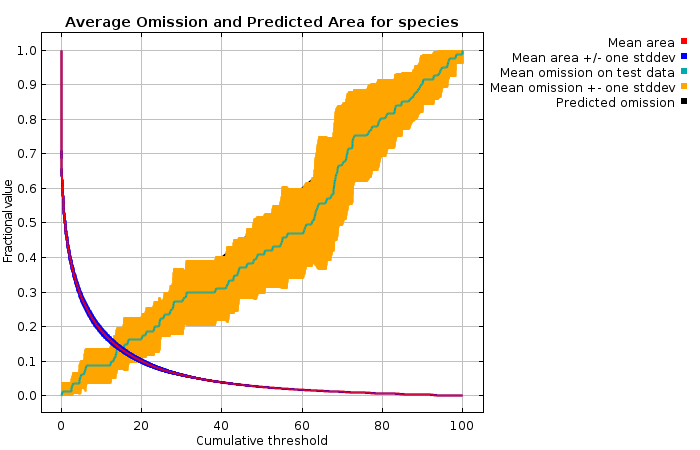 Average Omission and Predicted Area for species
Mean area
Mean area +/- one stddev
Mean omission on test data
Mean omission +- one stddev
Predicted omission
Fractional value
1.0
0.9
0.8
0.7
0.6
0.5
0.4
0.3
0.2
0.1
0.0
0 20 40 60 80 100
Cumulative threshold